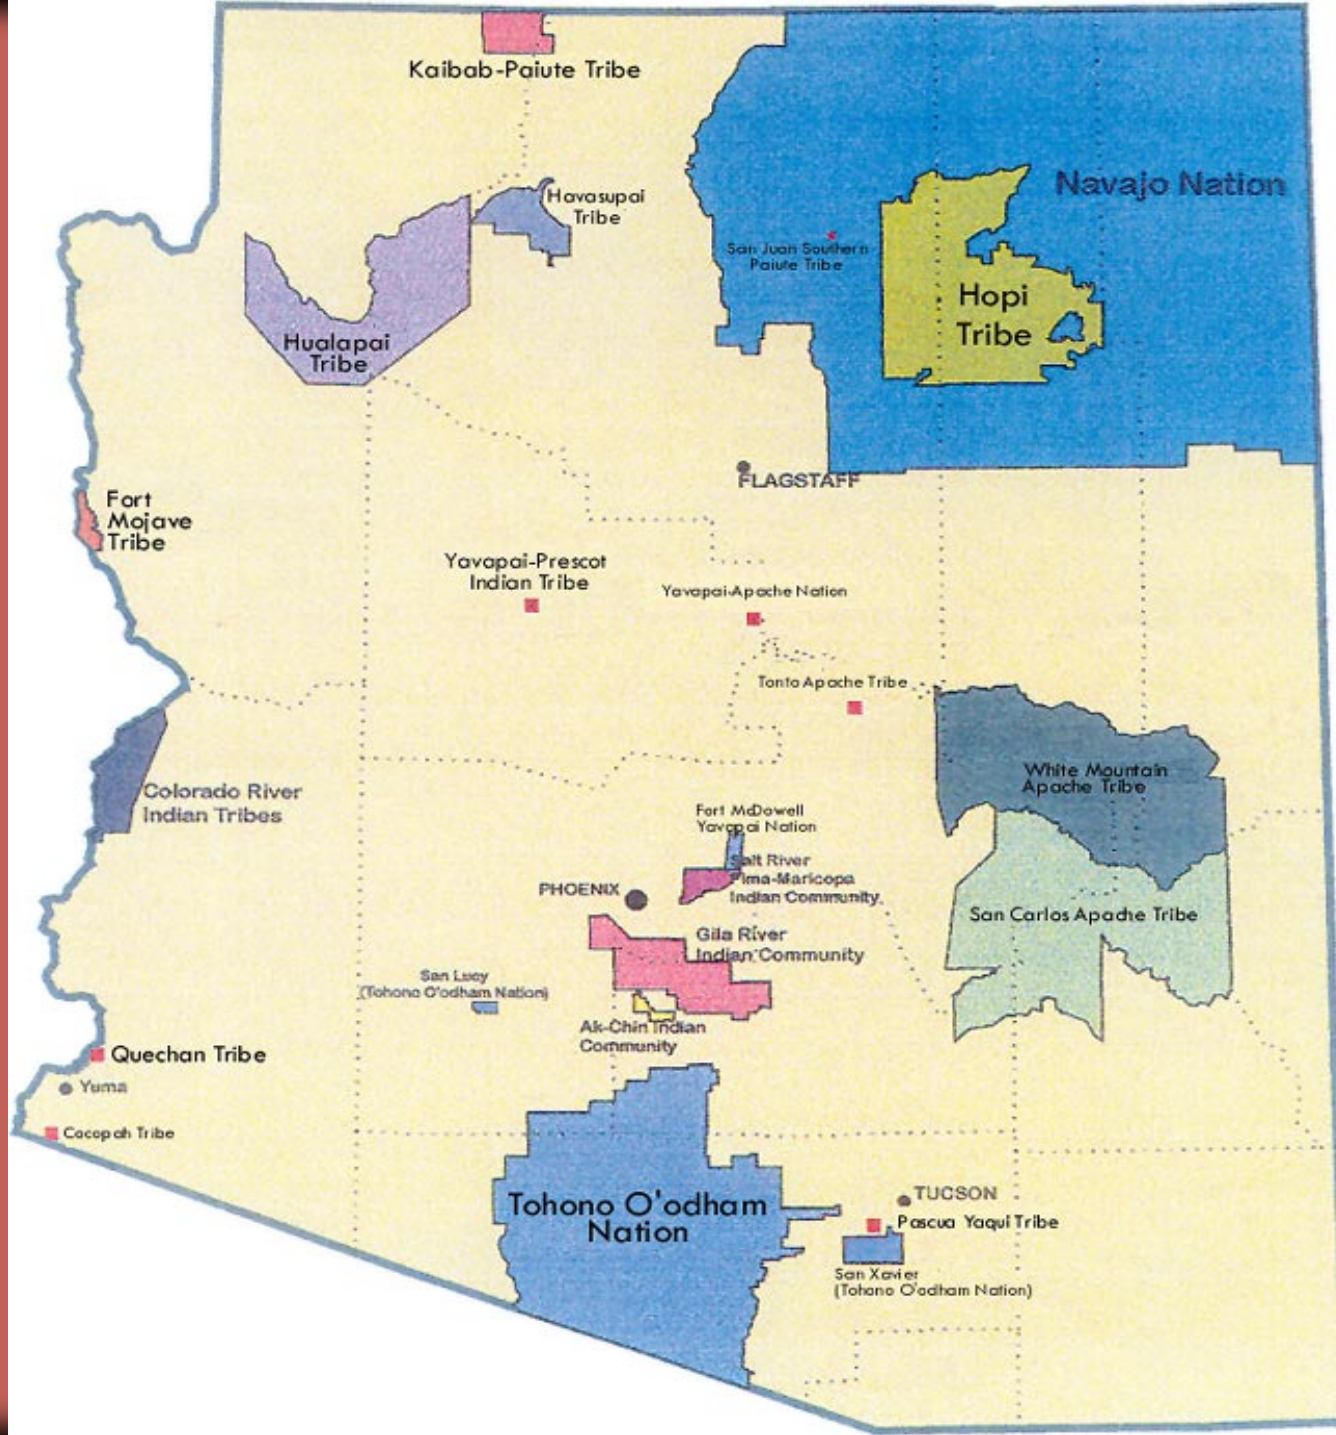 Kaibab-Paiute Tribe
Havasupai
Tribe
Navajo Nation
San Juan Southern
Paiute Tribe
Hopi
Tribe
Hualapai
Tribe
FLAGSTAFF
Fort
Mojave
Tribe
Yavapai-Prescot
Indian Tribe
Yavapai-Apache Nation
Tonto Apache Tribe
White Mountain
Apache Tribe
Colorado River
Indian Tribes
Fort McDowell
Yavapai Nation
Salt River
Pima-Maricopa
Indian Community
PHOENIX
San Carlos Apache Tribe
Gila River
Indian Community
San Lucy
(Tohono O'odham Nation)
Ak-Chin Indian
Community
Quechan Tribe
Yuma
Cocopah Tribe
Tohono O'odham
Nation
TUCSON
Pascua Yaqui Tribe
San Xavier
(Tohono O'odham Nation)